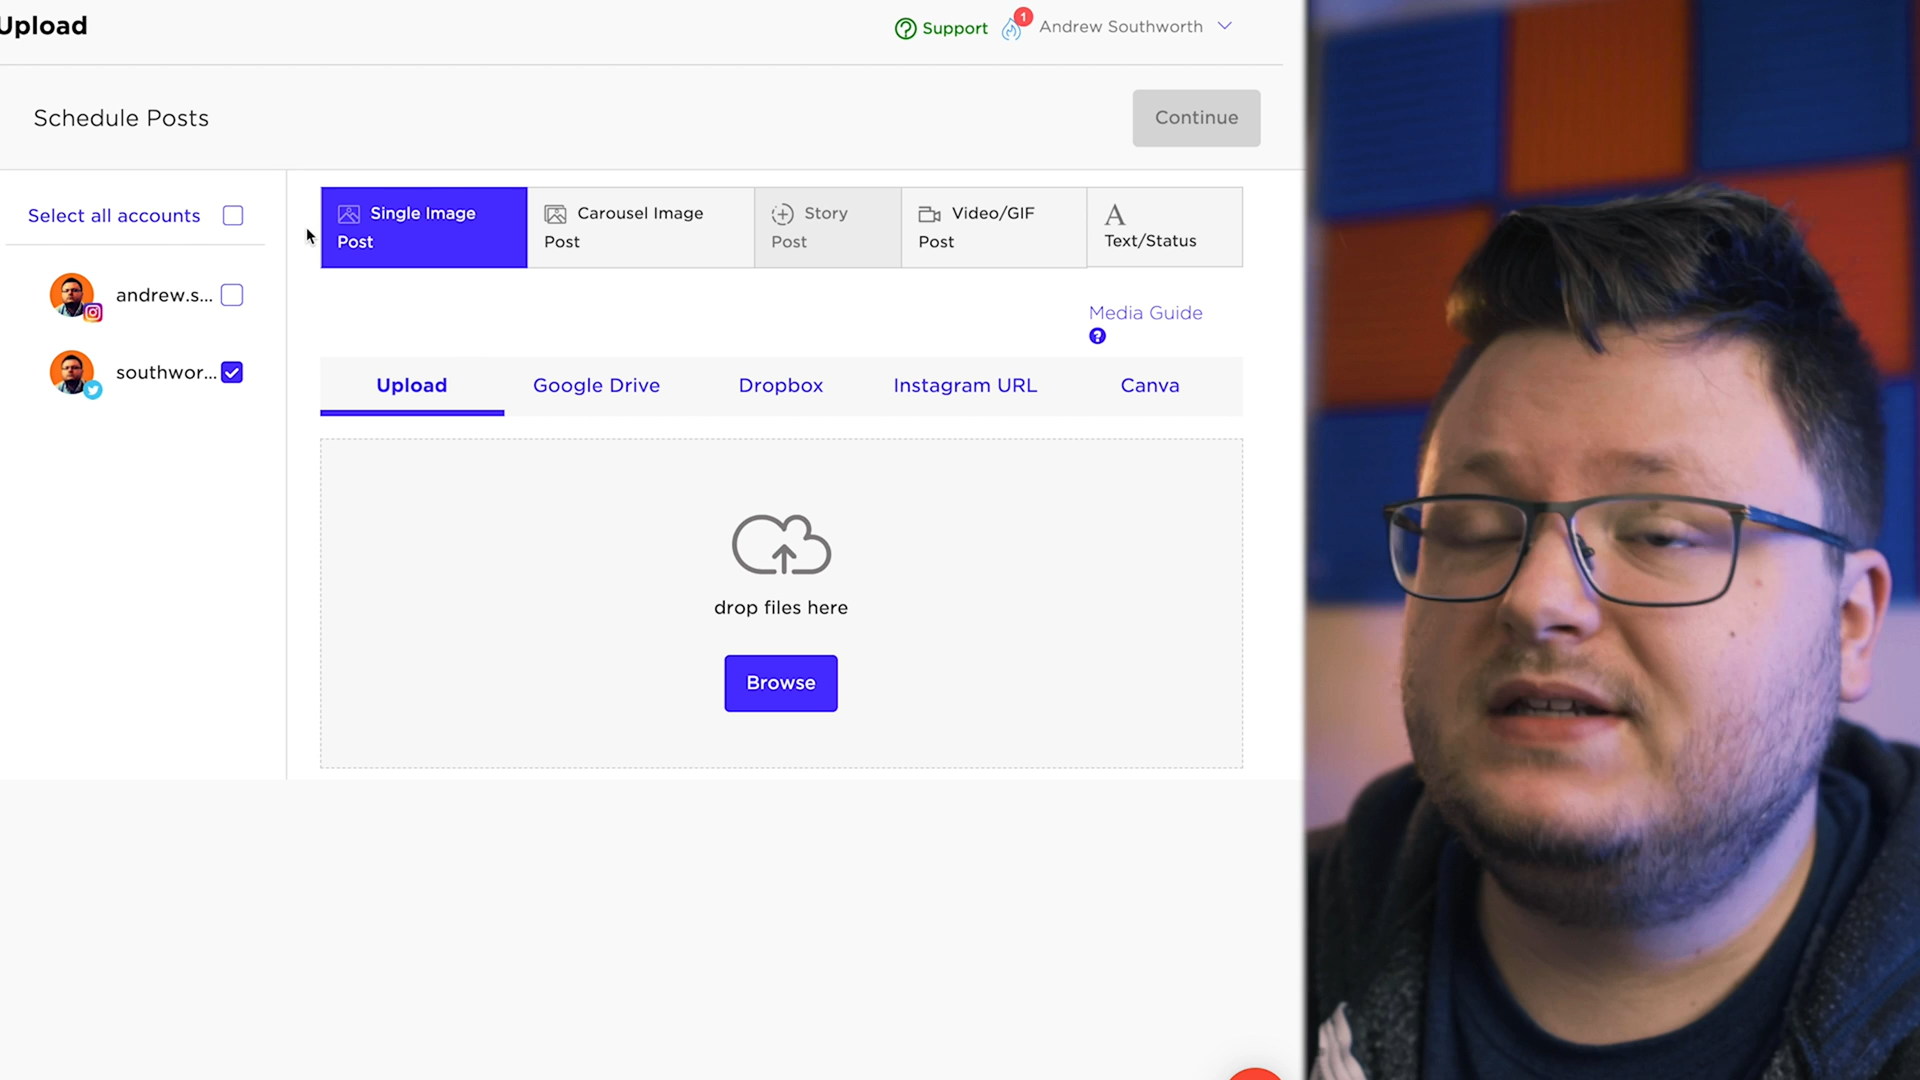 Upload
Support
1
Andrew Southworth
Schedule Posts
Continue
Select all accounts
Single Image
Post
Carousel Image
Post
Story
Post
Video/GIF
Post
A
Text/Status
andrew.s...
Media Guide
?
southwor...
Upload
Google Drive
Dropbox
Instagram URL
Canva
drop files here
Browse